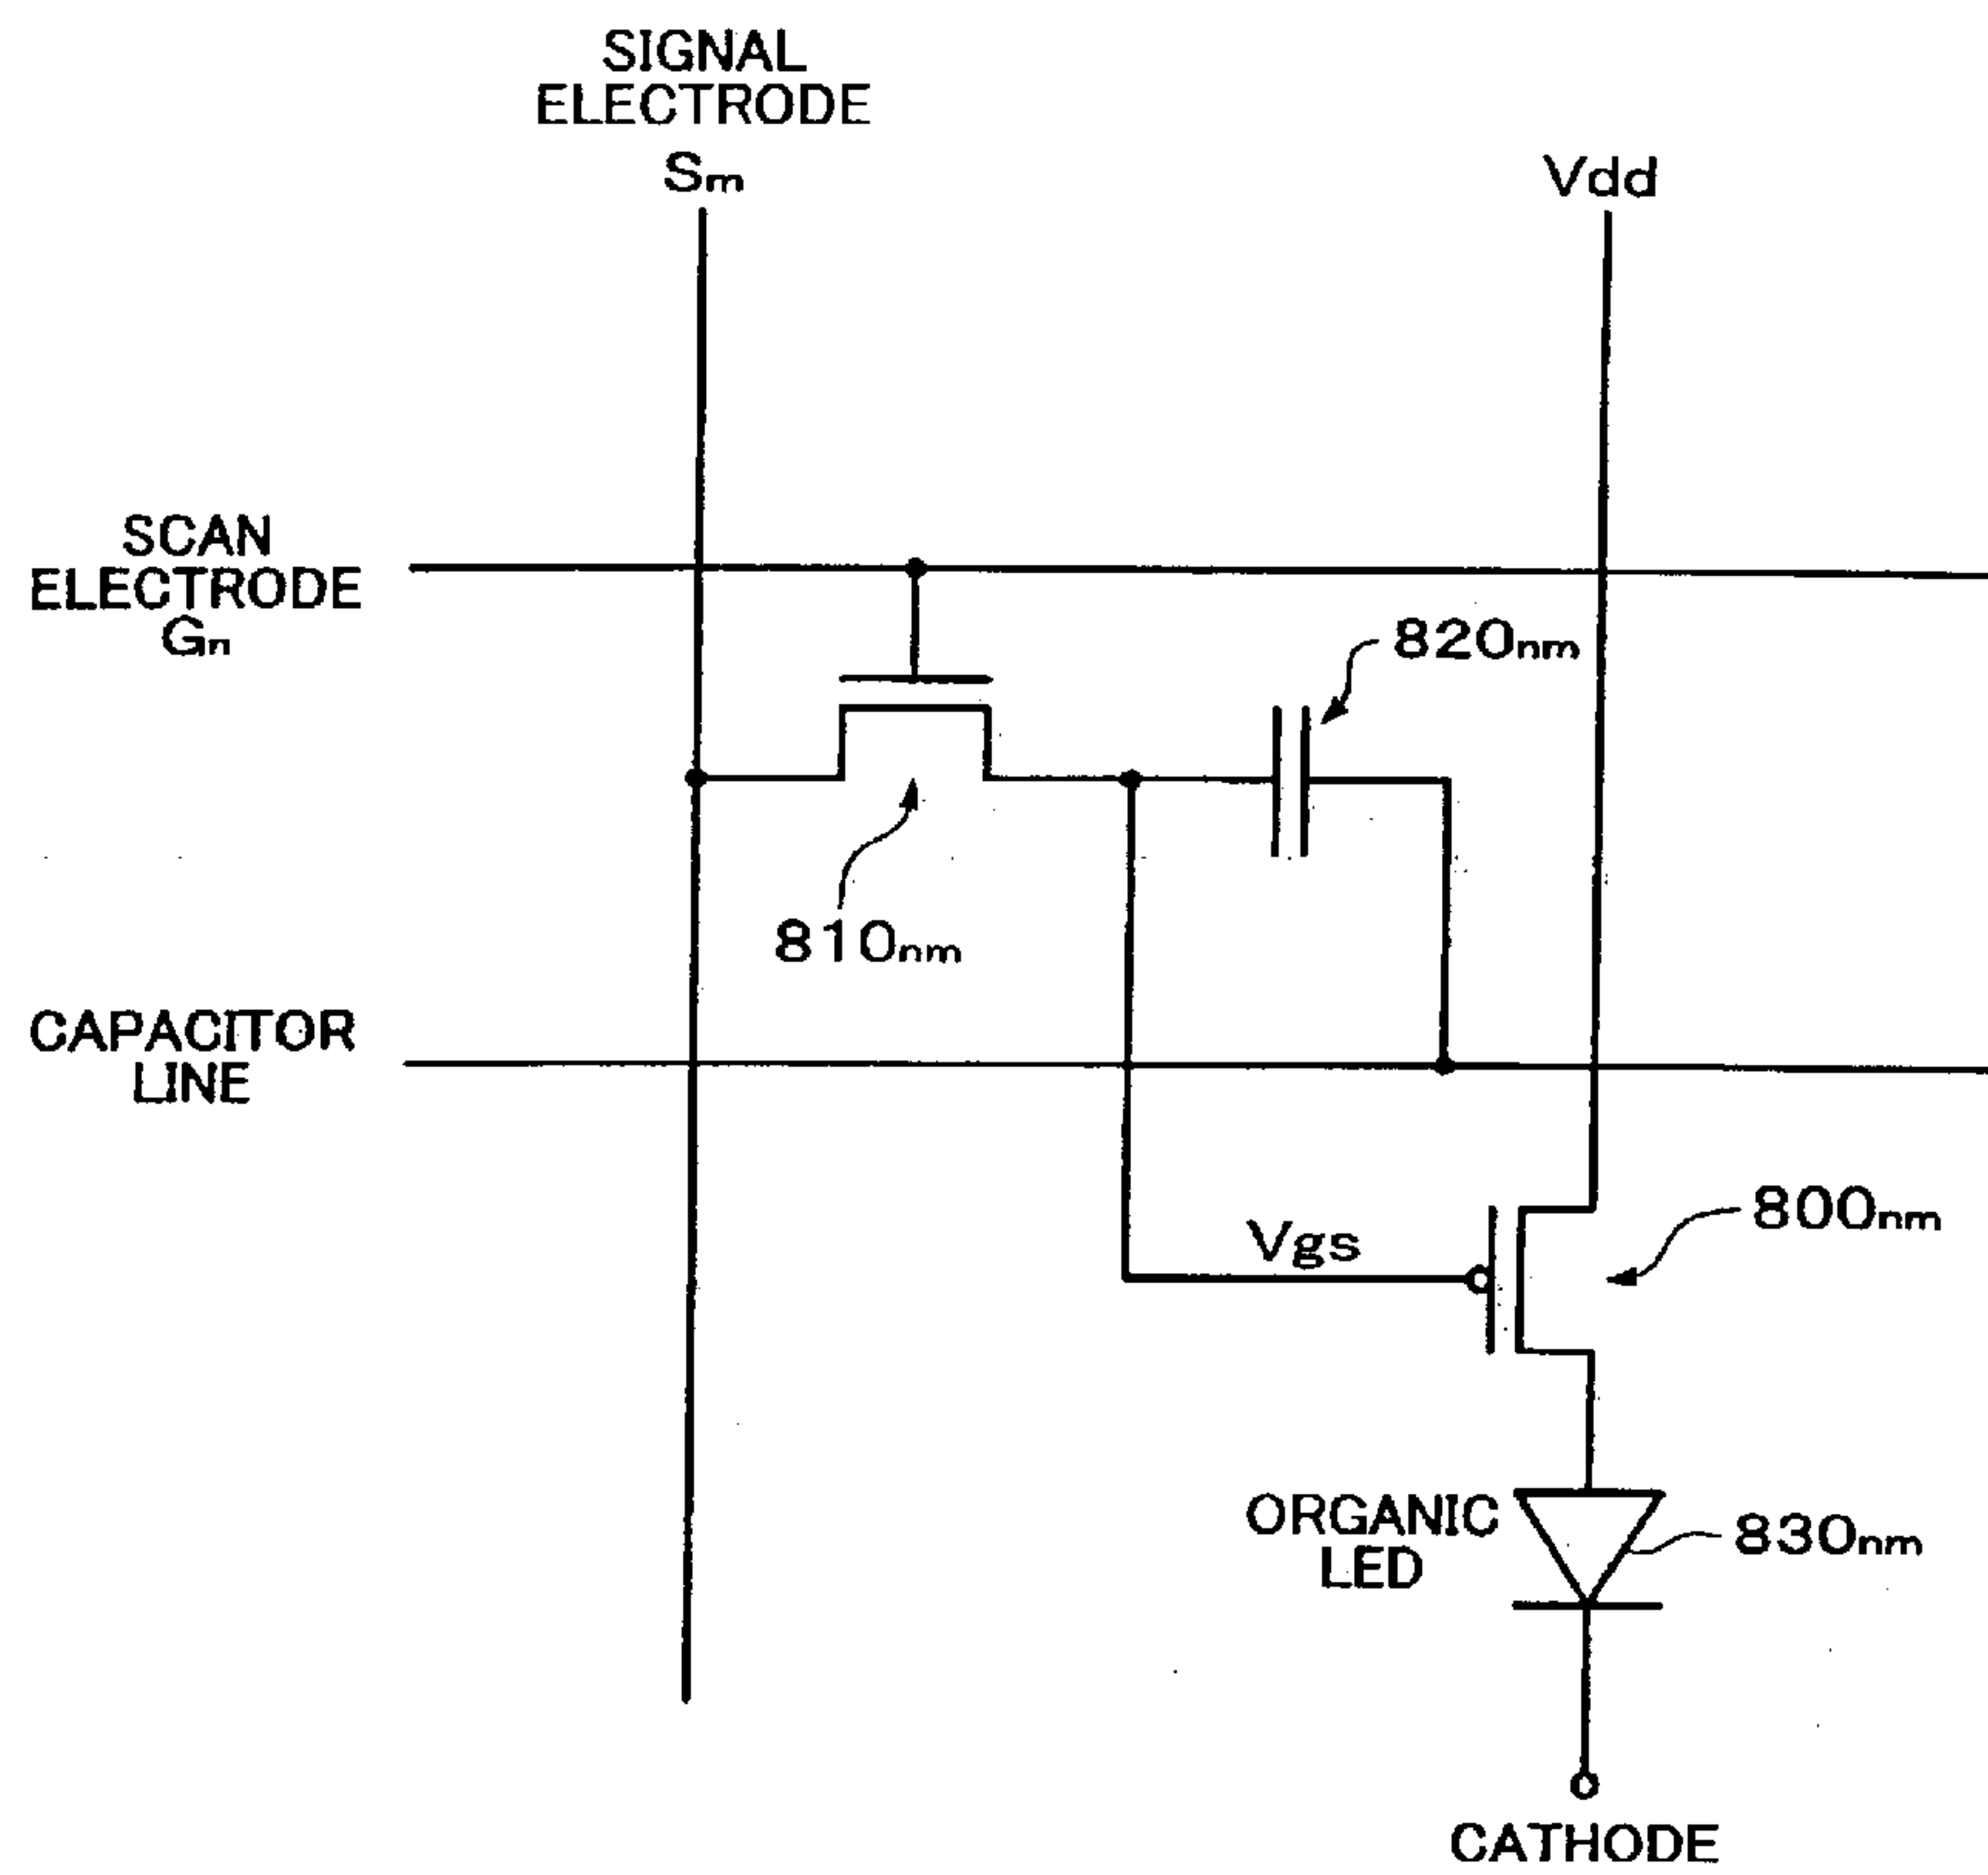 SIGNAL
ELECTRODE
Sm
Vdd
SCAN
ELECTRODE
Gn
820nm
810nm
CAPACITOR
LINE
800nm
Vgs
ORGANIC
LED
830nm
CATHODE